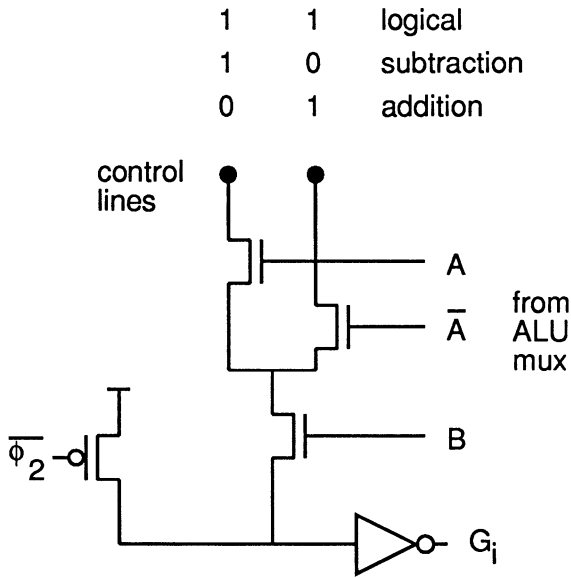 1 1 logical
1 0 subtraction
0 1 addition
control
lines
A
A̅
from
ALU
mux
B
ϕ̅₂
Gᵢ